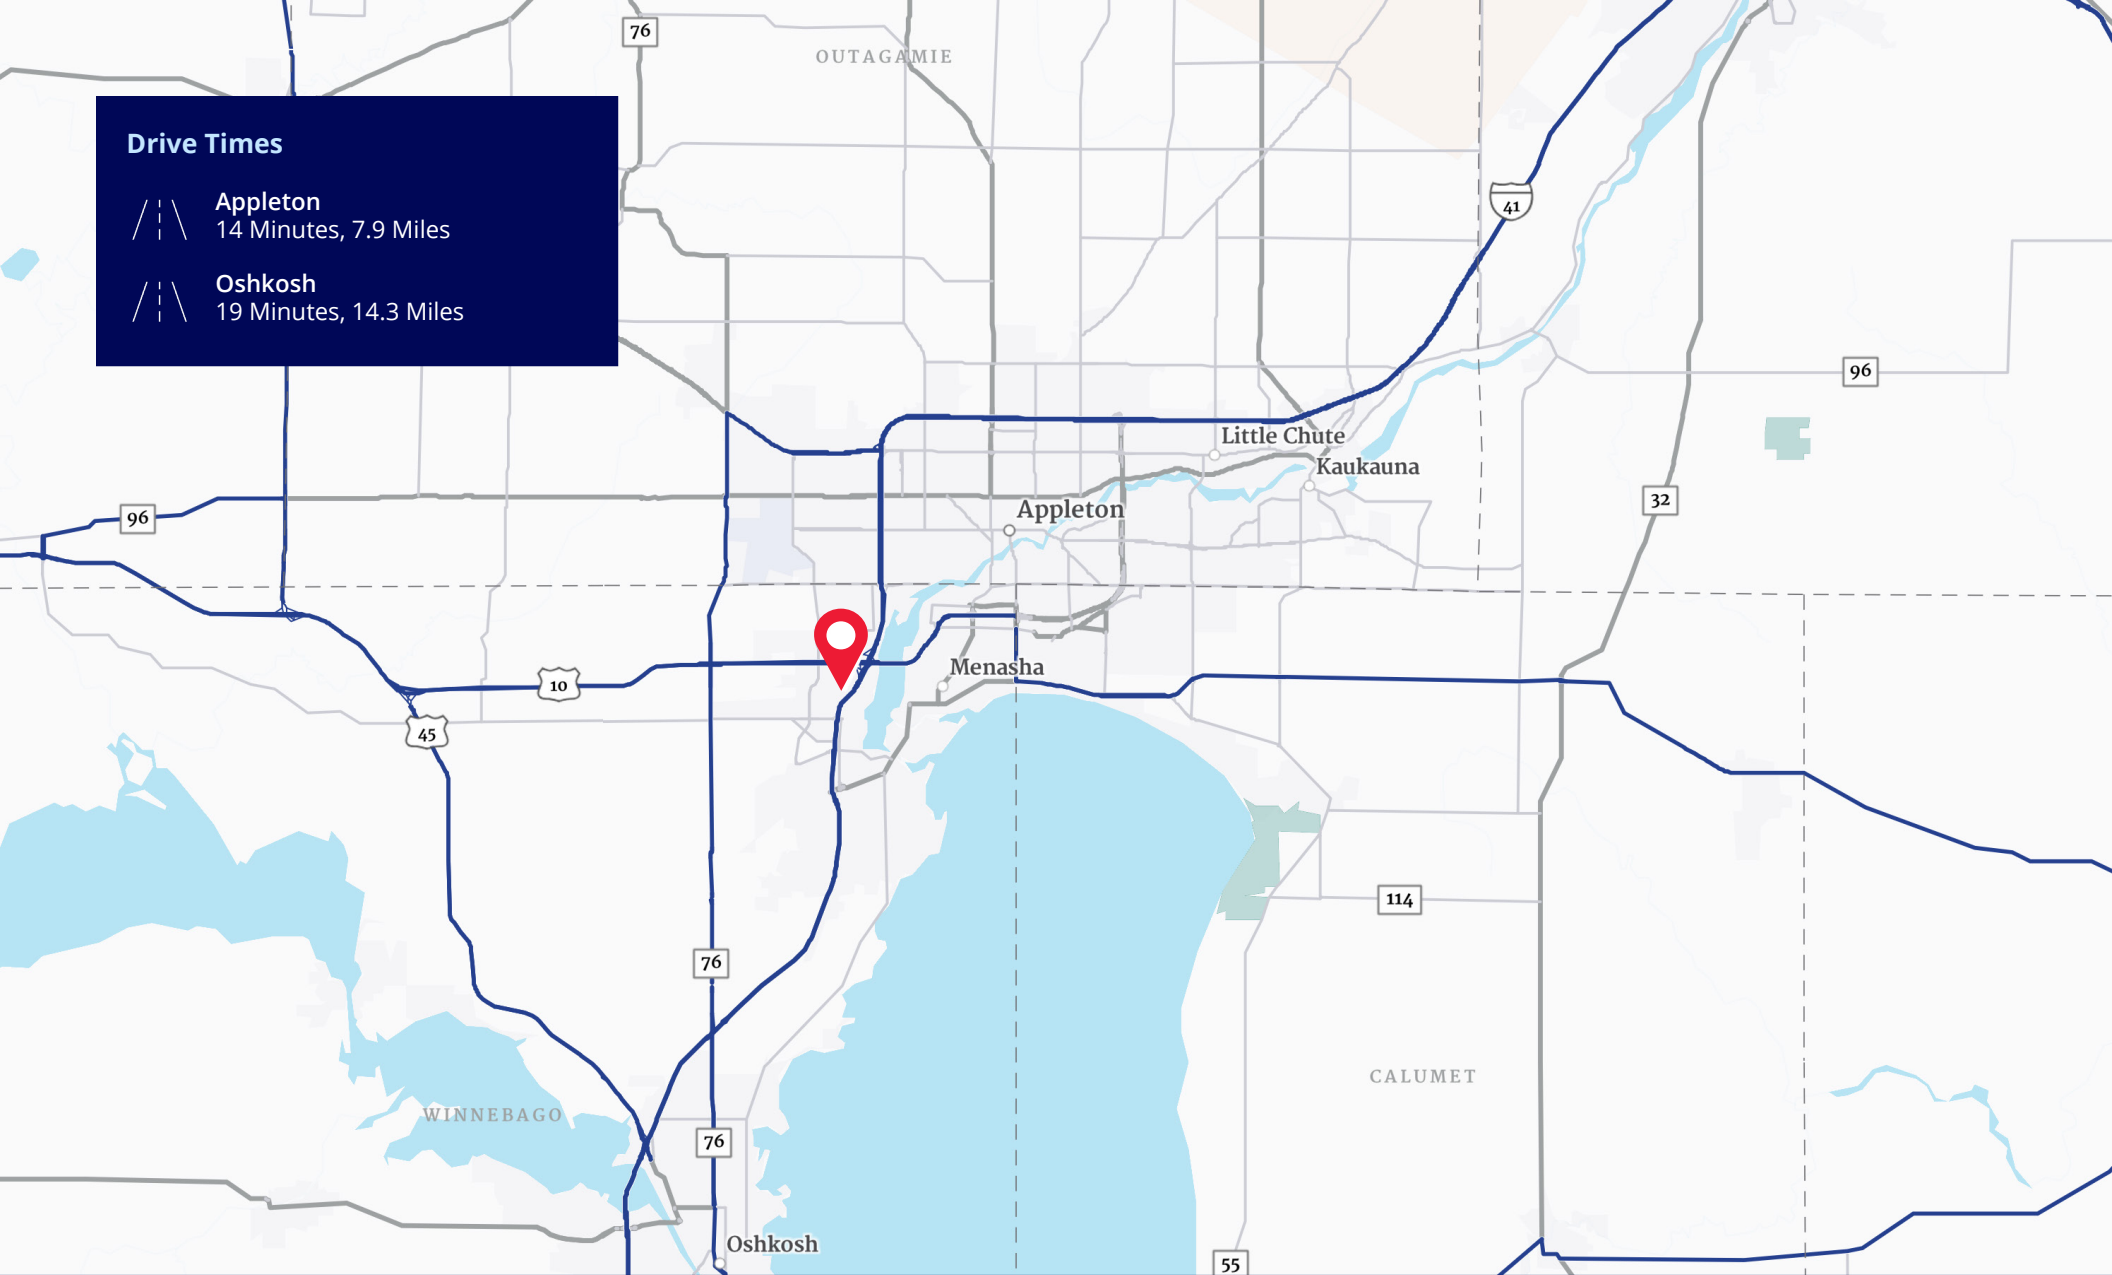 76
OUTAGAMIE
Drive Times
Appleton
14 Minutes, 7.9 Miles
Oshkosh
19 Minutes, 14.3 Miles
41
96
Little Chute
Kaukauna
32
96
Appleton
Menasha
10
45
114
76
CALUMET
WINNEBAGO
76
Oshkosh
55